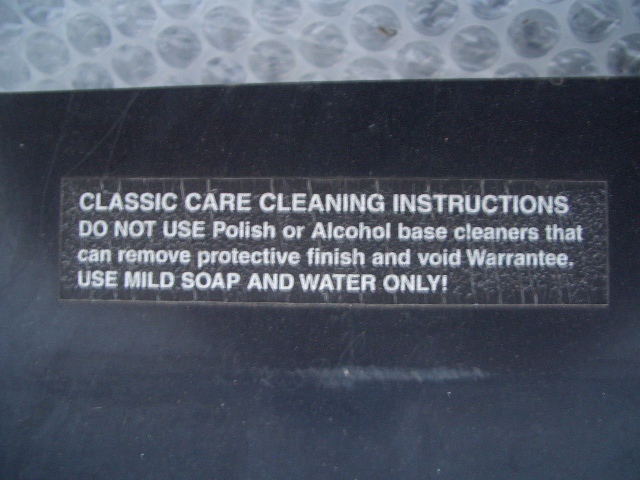 CLASSIC CARE CLEANING INSTRUCTIONS
DO NOT USE Polish or Alcohol base cleaners that
can remove protective finish and void Warrantee.
USE MILD SOAP AND WATER ONLY!